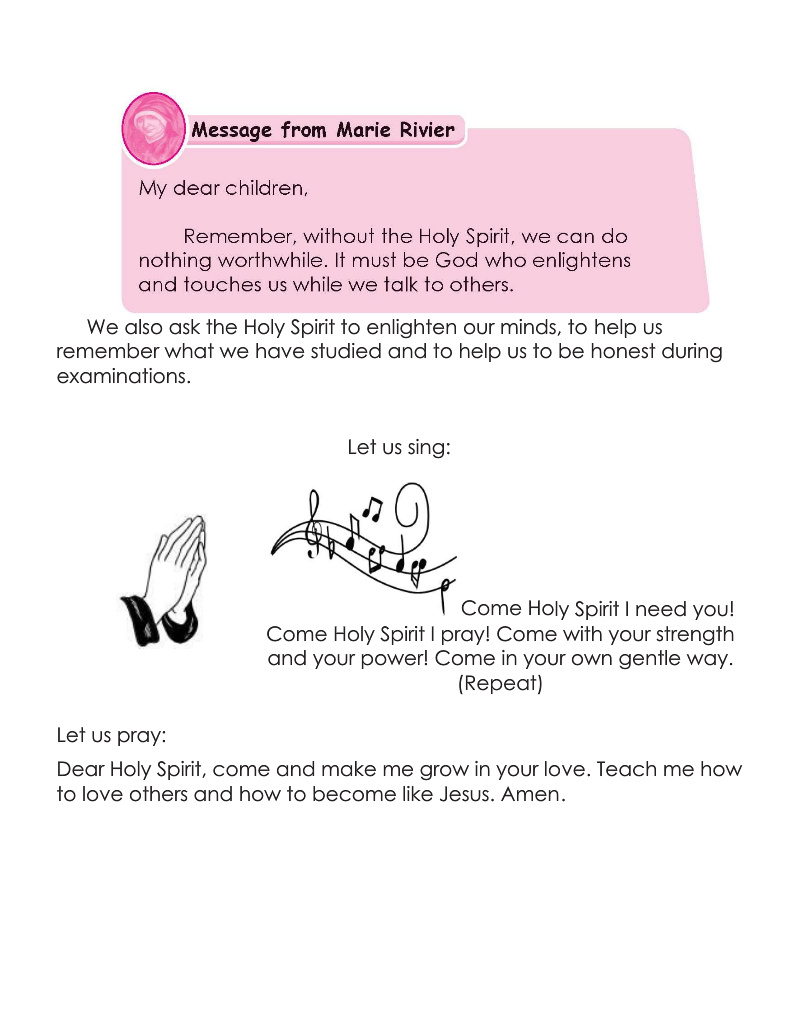 Message from Marie Rivier
My dear children,
Remember, without the Holy Spirit, we can do
nothing worthwhile. It must be God who enlightens
and touches us while we talk to others.
We also ask the Holy Spirit to enlighten our minds, to help us
remember what we have studied and to help us to be honest during
examinations.
Let us sing:
Come Holy Spirit I need you!
Come Holy Spirit I pray! Come with your strength
and your power! Come in your own gentle way.
(Repeat)
Let us pray:
Dear Holy Spirit, come and make me grow in your love. Teach me how
to love others and how to become like Jesus. Amen.